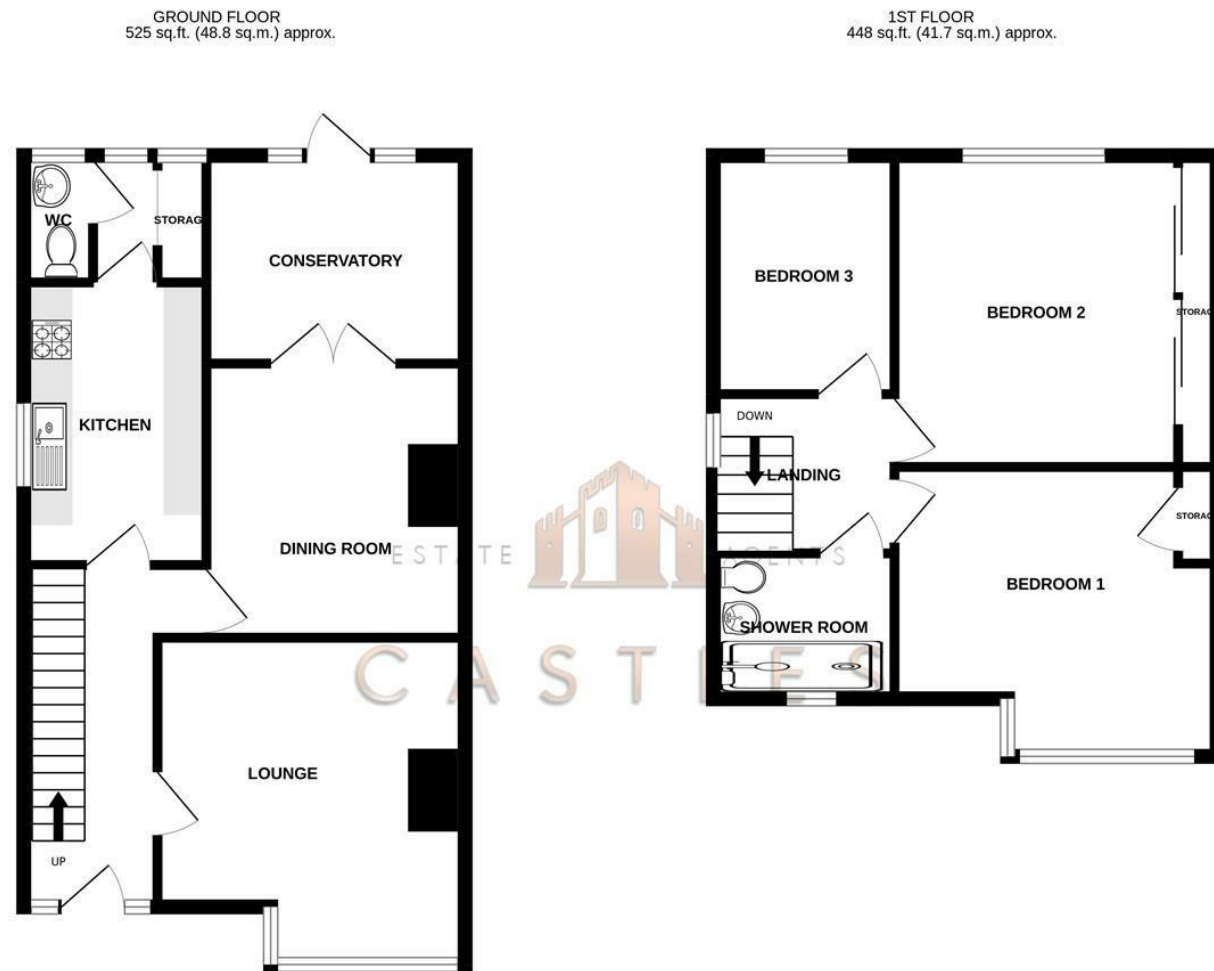 GROUND FLOOR
525 sq.ft. (48.8 sq.m.) approx.
1ST FLOOR
448 sq.ft. (41.7 sq.m.) approx.
WC
STORAG
CONSERVATORY
KITCHEN
DINING ROOM
LOUNGE
UP
BEDROOM 3
BEDROOM 2
STORAG
DOWN
LANDING
STORAG
BEDROOM 1
SHOWER ROOM
ESTATE AGENTS
CASTLES